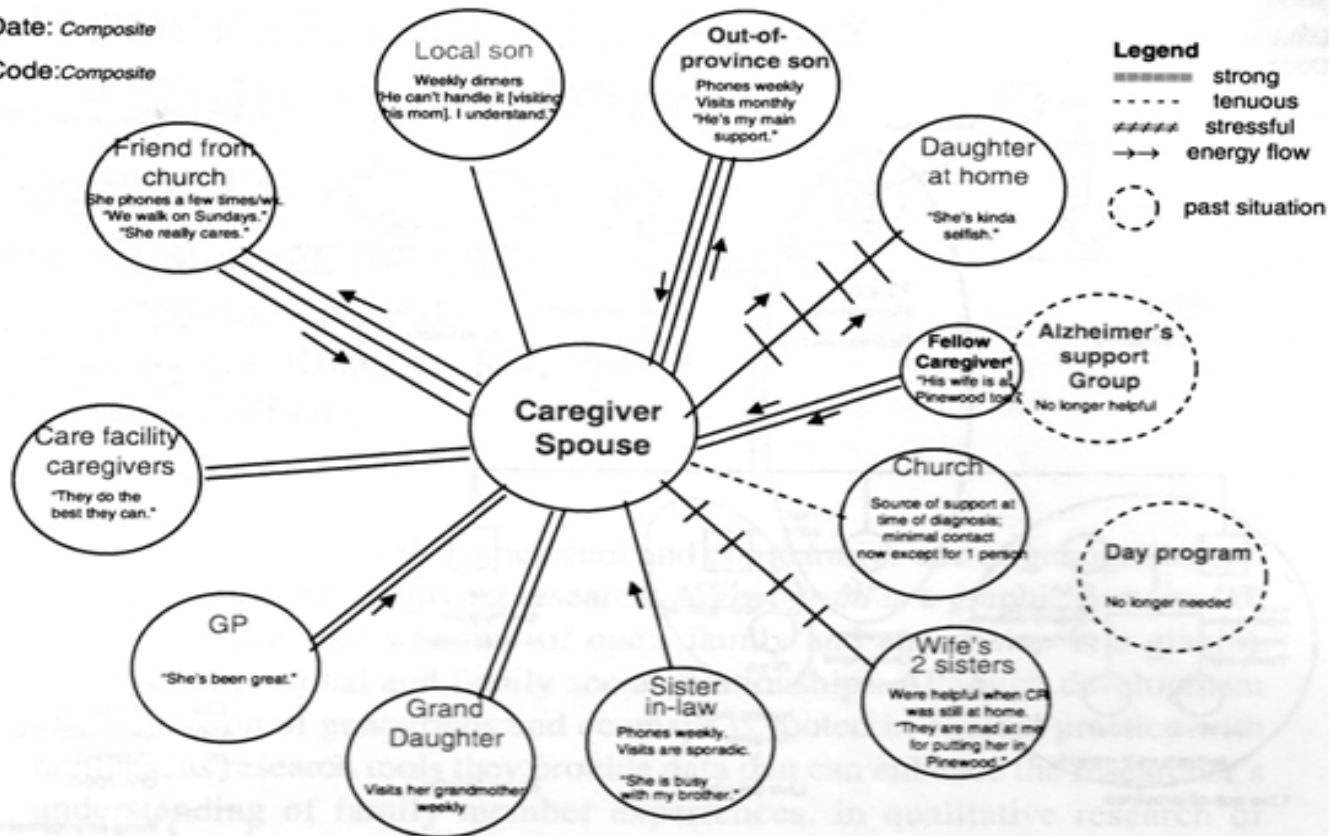 Date: Composite
Code:Composite
Local son
Weekly dinners
"He can't handle it [visiting
his mom]. I understand."
Out-of-
province son
Phones weekly
Visits monthly
"He's my main
support."
Legend
strong
tenuous
stressful
energy flow
past situation
Friend from
church
She phones a few times/wk.
"We walk on Sundays."
"She really cares."
Daughter
at home
"She's kinda
selfish."
Fellow
Caregiver
"His wife is at
Pinewood too."
Alzheimer's
support
Group
No longer helpful
Caregiver
Spouse
Care facility
caregivers
"They do the
best they can."
Church
Source of support at
time of diagnosis;
minimal contact
now except for 1 person
Day program
No longer needed
GP
"She's been great."
Grand
Daughter
Visits her grandmother
weekly
Sister
in-law
Phones weekly.
Visits are sporadic.
"She is busy
with my brother."
Wife's
2 sisters
Were helpful when CR
was still at home.
"They are mad at me
for putting her in
Pinewood."